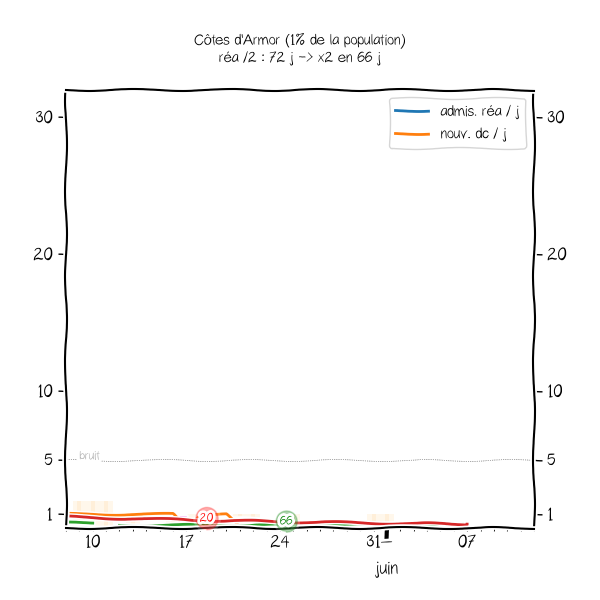 Côtes d'Armor (1% de la population)
réa /2 : 72 j -> x2 en 66 j
admis. réa / j
nouv. dc / j
30
30
20
20
10
10
5
bruit
5
1
20
66
1
10
17
24
31
07
juin